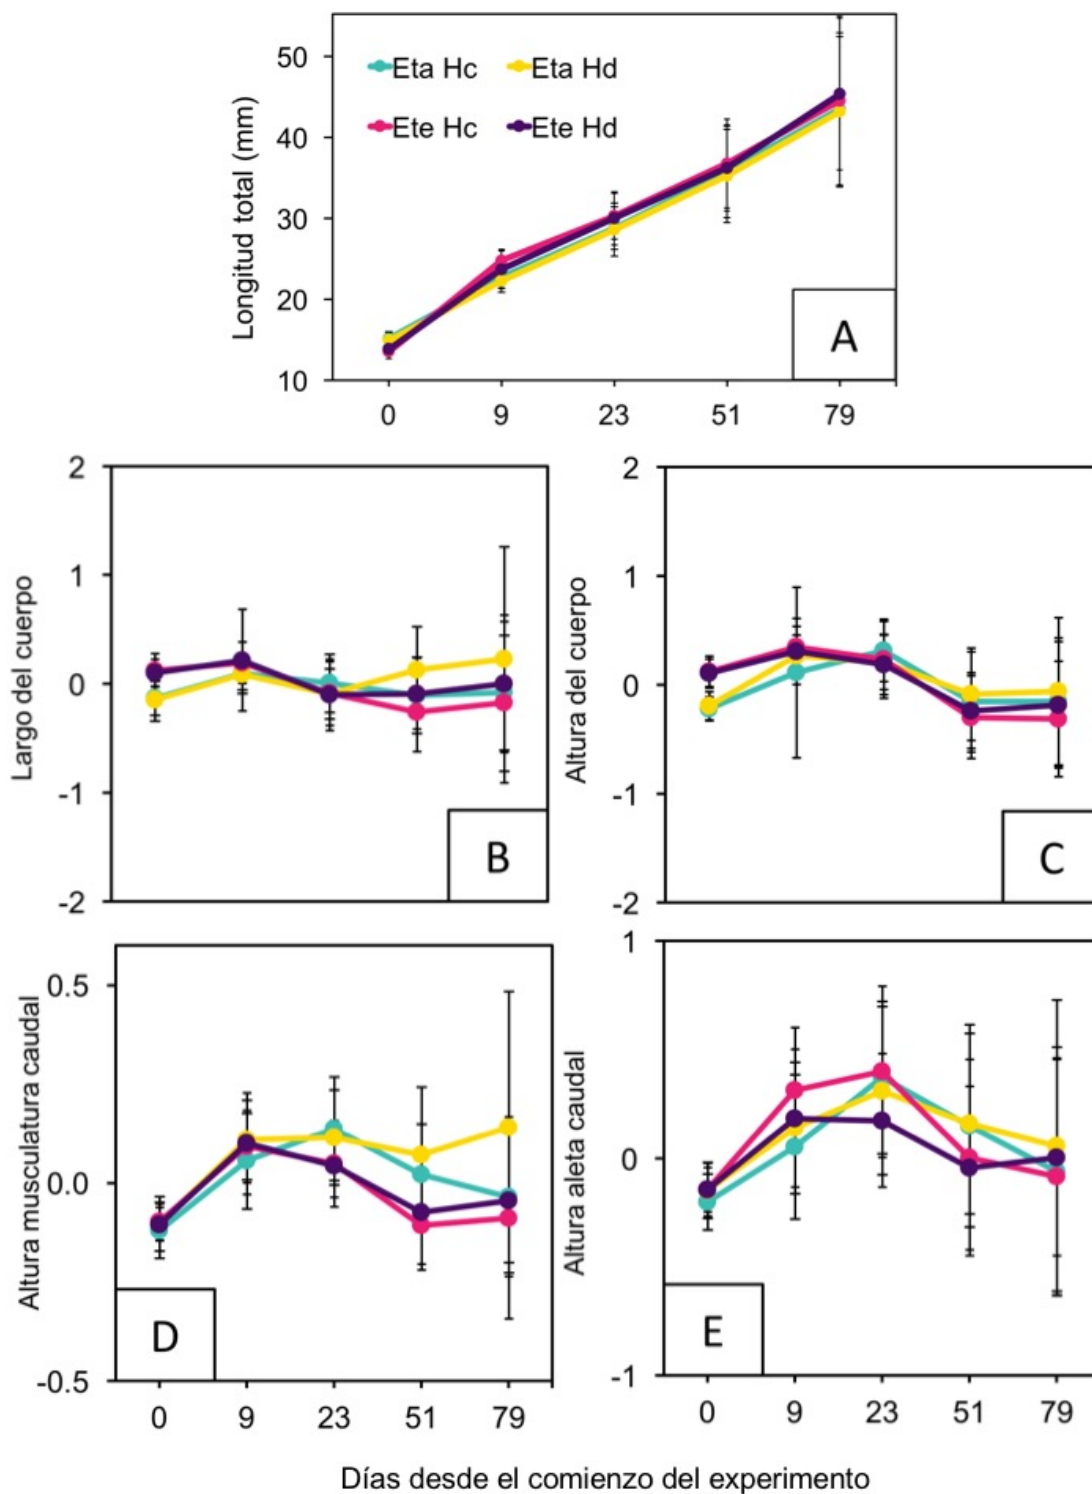 Longitud total (mm)
50
40
30
20
10
Eta Hc
Eta Hd
Ete Hc
Ete Hd
A
0 9 23 51 79
Largo del cuerpo
2
1
0
-1
-2
B
Altura del cuerpo
2
1
0
-1
-2
C
Altura musculatura caudal
0.5
0.0
-0.5
D
0 9 23 51 79
Altura aleta caudal
1
0
-1
E
0 9 23 51 79
Días desde el comienzo del experimento